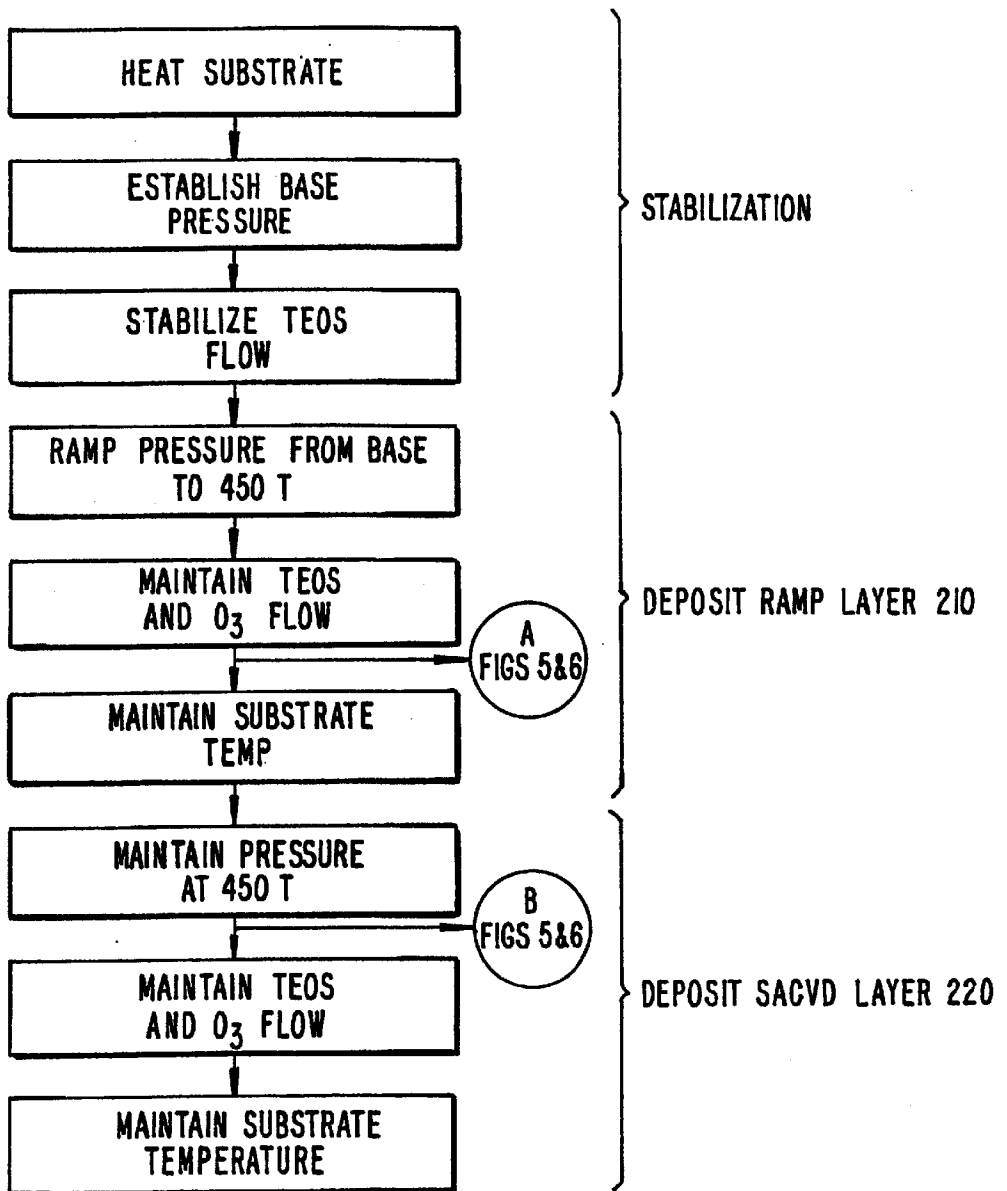 HEAT SUBSTRATE
ESTABLISH BASE
PRESSURE
STABILIZE TEOS
FLOW
STABILIZATION
RAMP PRESSURE FROM BASE
TO 450 T
MAINTAIN TEOS
AND O3 FLOW
A
FIGS 5&6
MAINTAIN SUBSTRATE
TEMP
DEPOSIT RAMP LAYER 210
MAINTAIN PRESSURE
AT 450 T
B
FIGS 5&6
MAINTAIN TEOS
AND O3 FLOW
MAINTAIN SUBSTRATE
TEMPERATURE
DEPOSIT SACVD LAYER 220